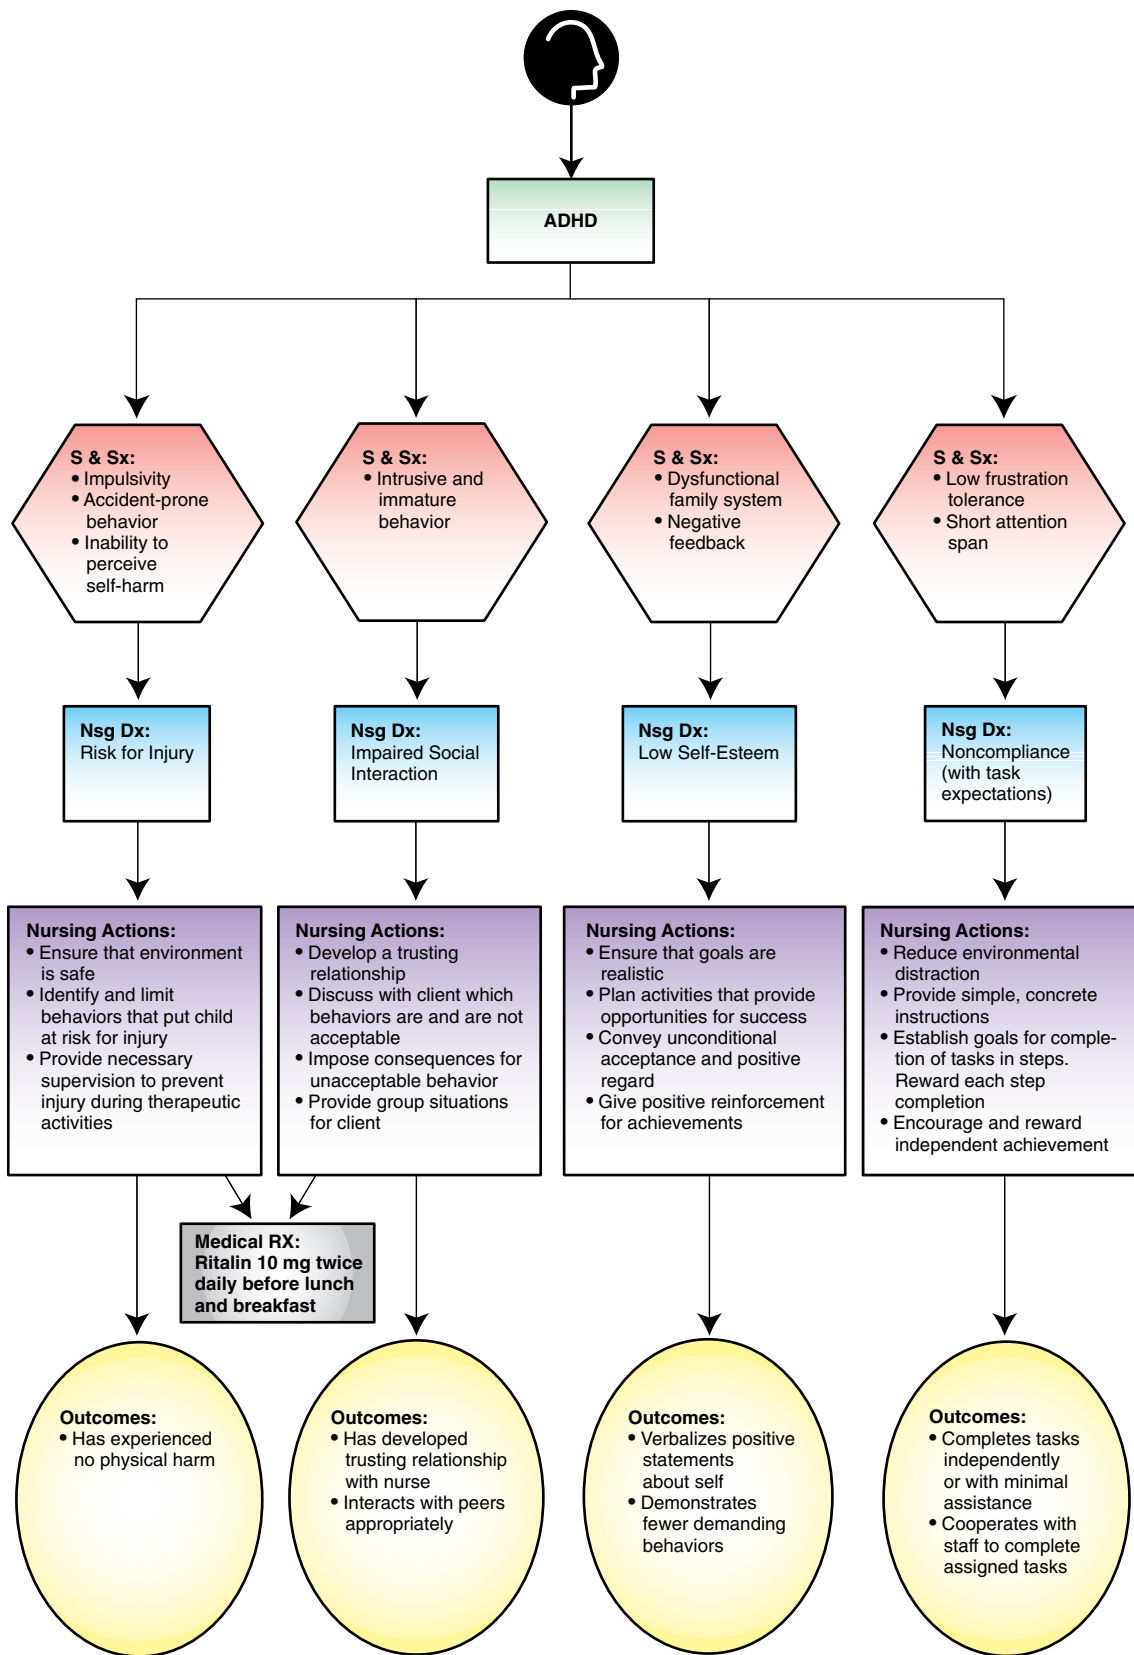 ADHD
S & Sx:
• Impulsivity
• Accident-prone
behavior
• Inability to
perceive
self-harm
S & Sx:
• Intrusive and
immature
behavior
S & Sx:
• Dysfunctional
family system
• Negative
feedback
S & Sx:
• Low frustration
tolerance
• Short attention
span
Nsg Dx:
Risk for Injury
Nsg Dx:
Impaired Social
Interaction
Nsg Dx:
Low Self-Esteem
Nsg Dx:
Noncompliance
(with task
expectations)
Nursing Actions:
• Ensure that environment
is safe
• Identify and limit
behaviors that put child
at risk for injury
• Provide necessary
supervision to prevent
injury during therapeutic
activities
Nursing Actions:
• Develop a trusting
relationship
• Discuss with client which
behaviors are and are not
acceptable
• Impose consequences for
unacceptable behavior
• Provide group situations
for client
Nursing Actions:
• Ensure that goals are
realistic
• Plan activities that provide
opportunities for success
• Convey unconditional
acceptance and positive
regard
• Give positive reinforcement
for achievements
Nursing Actions:
• Reduce environmental
distraction
• Provide simple, concrete
instructions
• Establish goals for comple-
tion of tasks in steps.
Reward each step
completion
• Encourage and reward
independent achievement
Medical RX:
Ritalin 10 mg twice
daily before lunch
and breakfast
Outcomes:
• Has experienced
no physical harm
Outcomes:
• Has developed
trusting relationship
with nurse
• Interacts with peers
appropriately
Outcomes:
• Verbalizes positive
statements
about self
• Demonstrates
fewer demanding
behaviors
Outcomes:
• Completes tasks
independently
or with minimal
assistance
• Cooperates with
staff to complete
assigned tasks